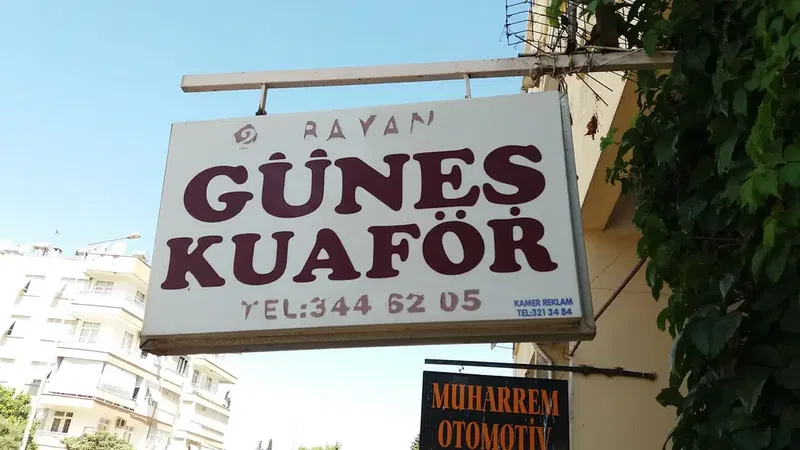 BAYAN
GÜNEŞ
KUAFÖR
TEL:344 62 05
KAMER REKLAM
TEL:321 34 84
MUHARREM
OTOMOTİV